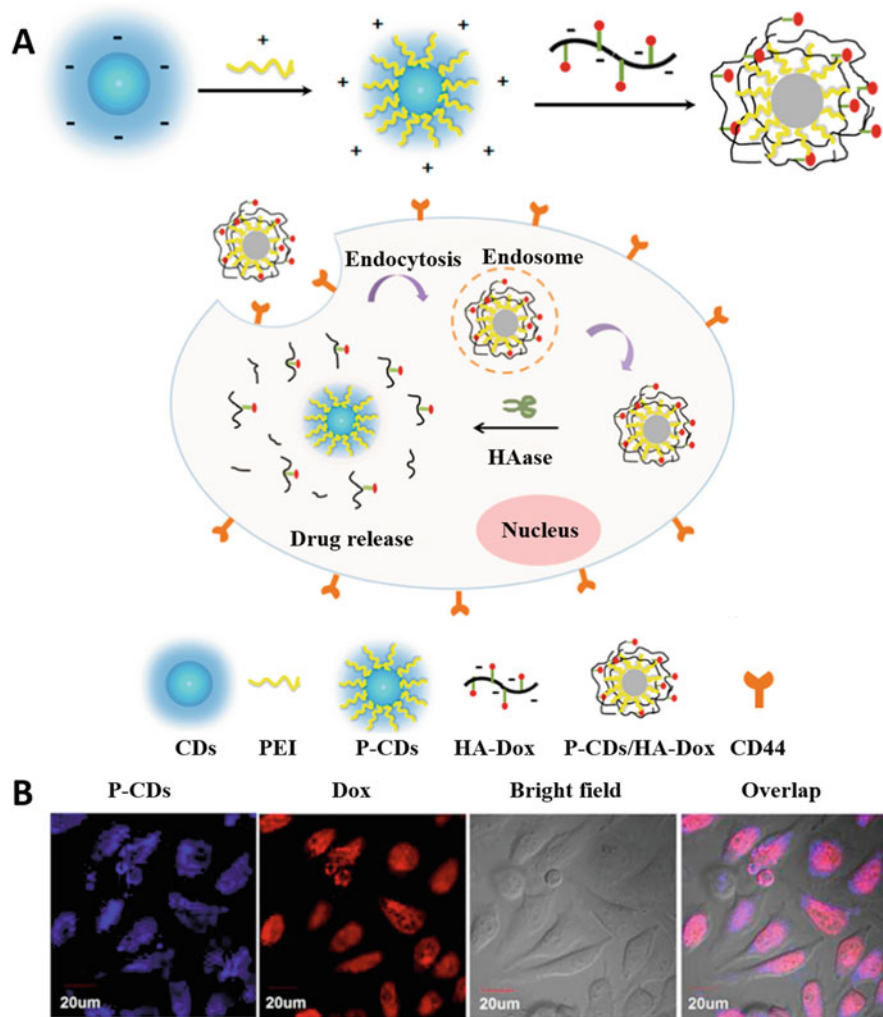 A
- - - - - -
+
+ + + + + + +
- - -
Endocytosis Endosome
HAase
Drug release
Nucleus
CDs PEI P-CDs HA-Dox P-CDs/HA-Dox CD44
B
P-CDs Dox Bright field Overlap
20um 20um 20um 20um